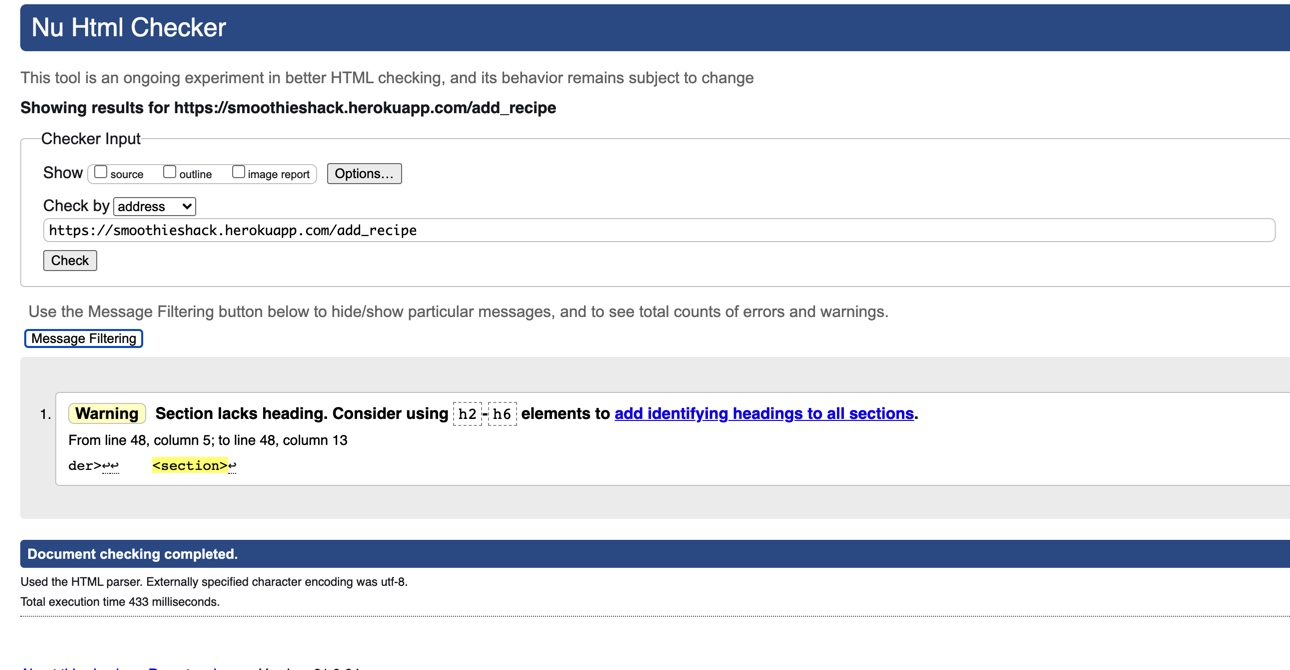 Nu Html Checker
This tool is an ongoing experiment in better HTML checking, and its behavior remains subject to change
Showing results for https://smoothieshack.herokuapp.com/add_recipe
Checker Input
Show source outline image report Options...
Check by address
https://smoothieshack.herokuapp.com/add_recipe
Check
Use the Message Filtering button below to hide/show particular messages, and to see total counts of errors and warnings.
Message Filtering
1. Warning Section lacks heading. Consider using h2-h6 elements to add identifying headings to all sections.
From line 48, column 5; to line 48, column 13
der>↩↩ <section>↩
Document checking completed.
Used the HTML parser. Externally specified character encoding was utf-8.
Total execution time 433 milliseconds.